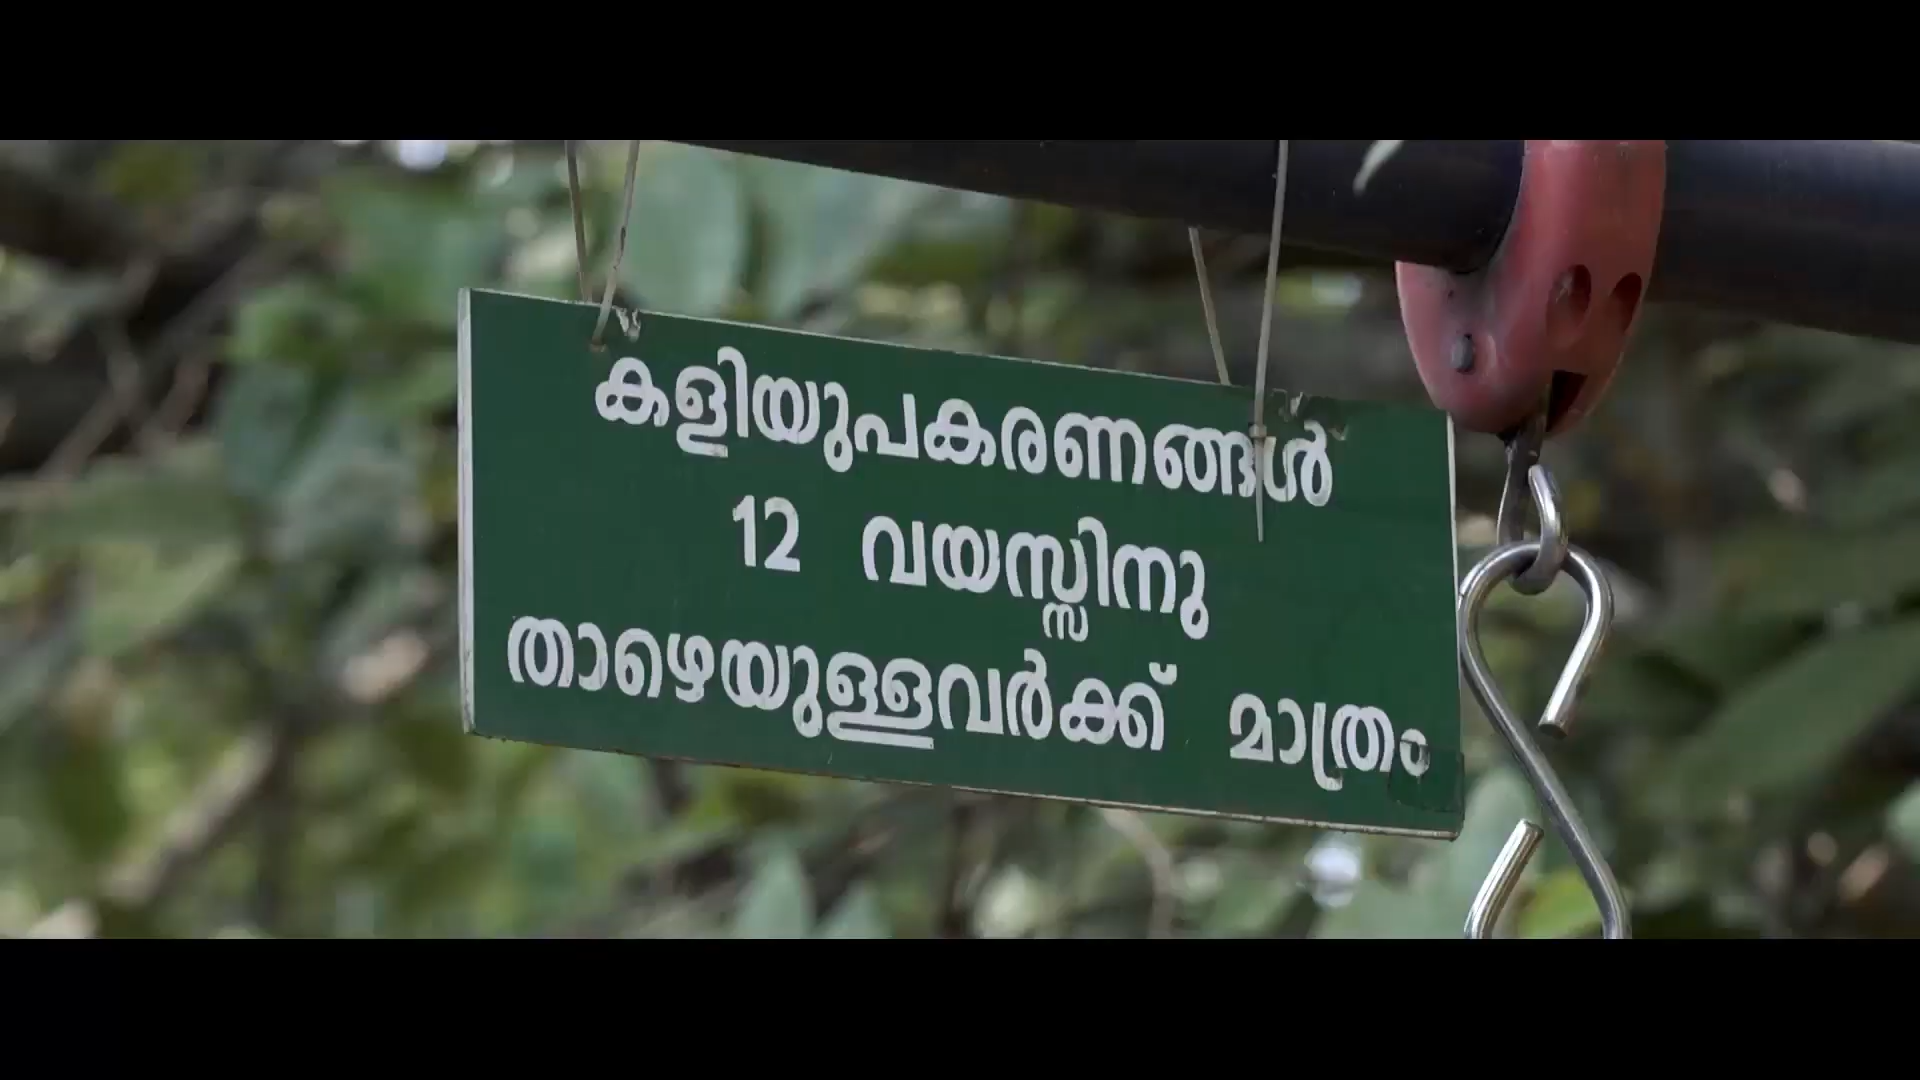 കളിയുപകരണങ്ങൾ
12 വയസ്സിനു
താഴെയുള്ളവർക്ക് മാത്രം